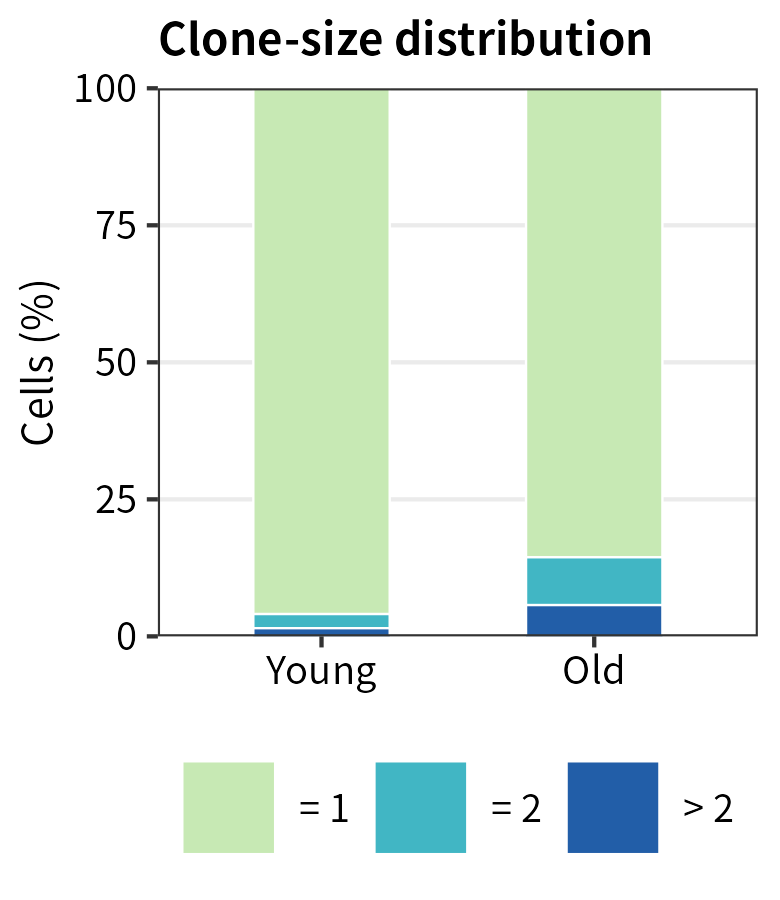 Clone-size distribution
100
75
50
25
0
Cells (%)
Young Old
= 1 = 2 > 2